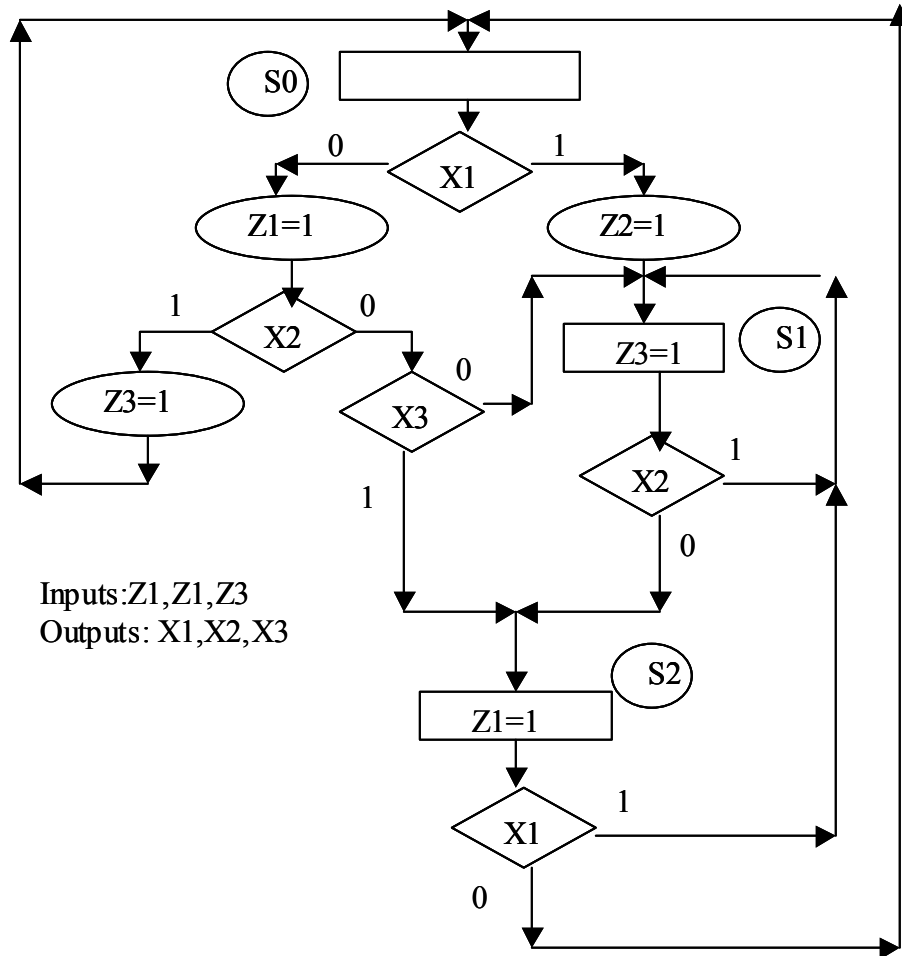 S0
0
1
X1
Z1=1
Z2=1
1
0
X2
S1
Z3=1
0
Z3=1
X3
1
X2
1
0
Inputs:Z1,Z1,Z3
Outputs: X1,X2,X3
S2
Z1=1
1
X1
0